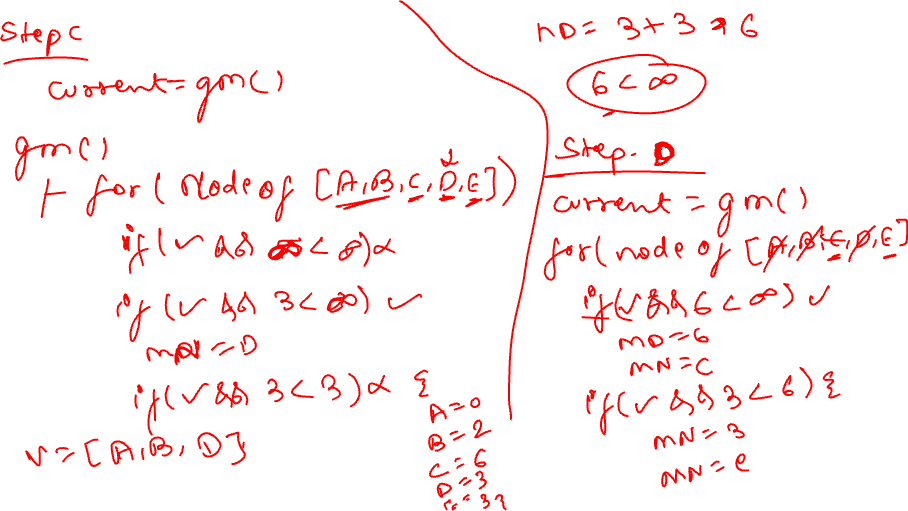 Step C
current = gm()
gm()
for( Node of [A,B,C,D,E])
if(✓ && ∞ < ∞)x
if(✓ && 3<∞) ✓
mN = D
if(✓ && 3<3)x {
A=0
B=2
C=6
D=3
v=[A,B,D]}
nD= 3+3 = 6
6<∞
Step. D
current = gm()
for(node of [A,B,C,D,E]
if(✓&& 6<∞) ✓
mD=6
mN=C
if(✓ && 3<6) {
mN=3
mN=e